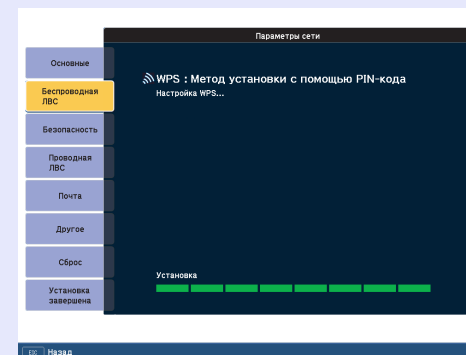 Параметры сети
Основные
Беспроводная
ЛВС
Безопасность
Проводная
ЛВС
Почта
Другое
Сброс
Установка
завершена
WPS : Метод установки с помощью PIN-кода
Настройка WPS...
Установка
ESC Назад